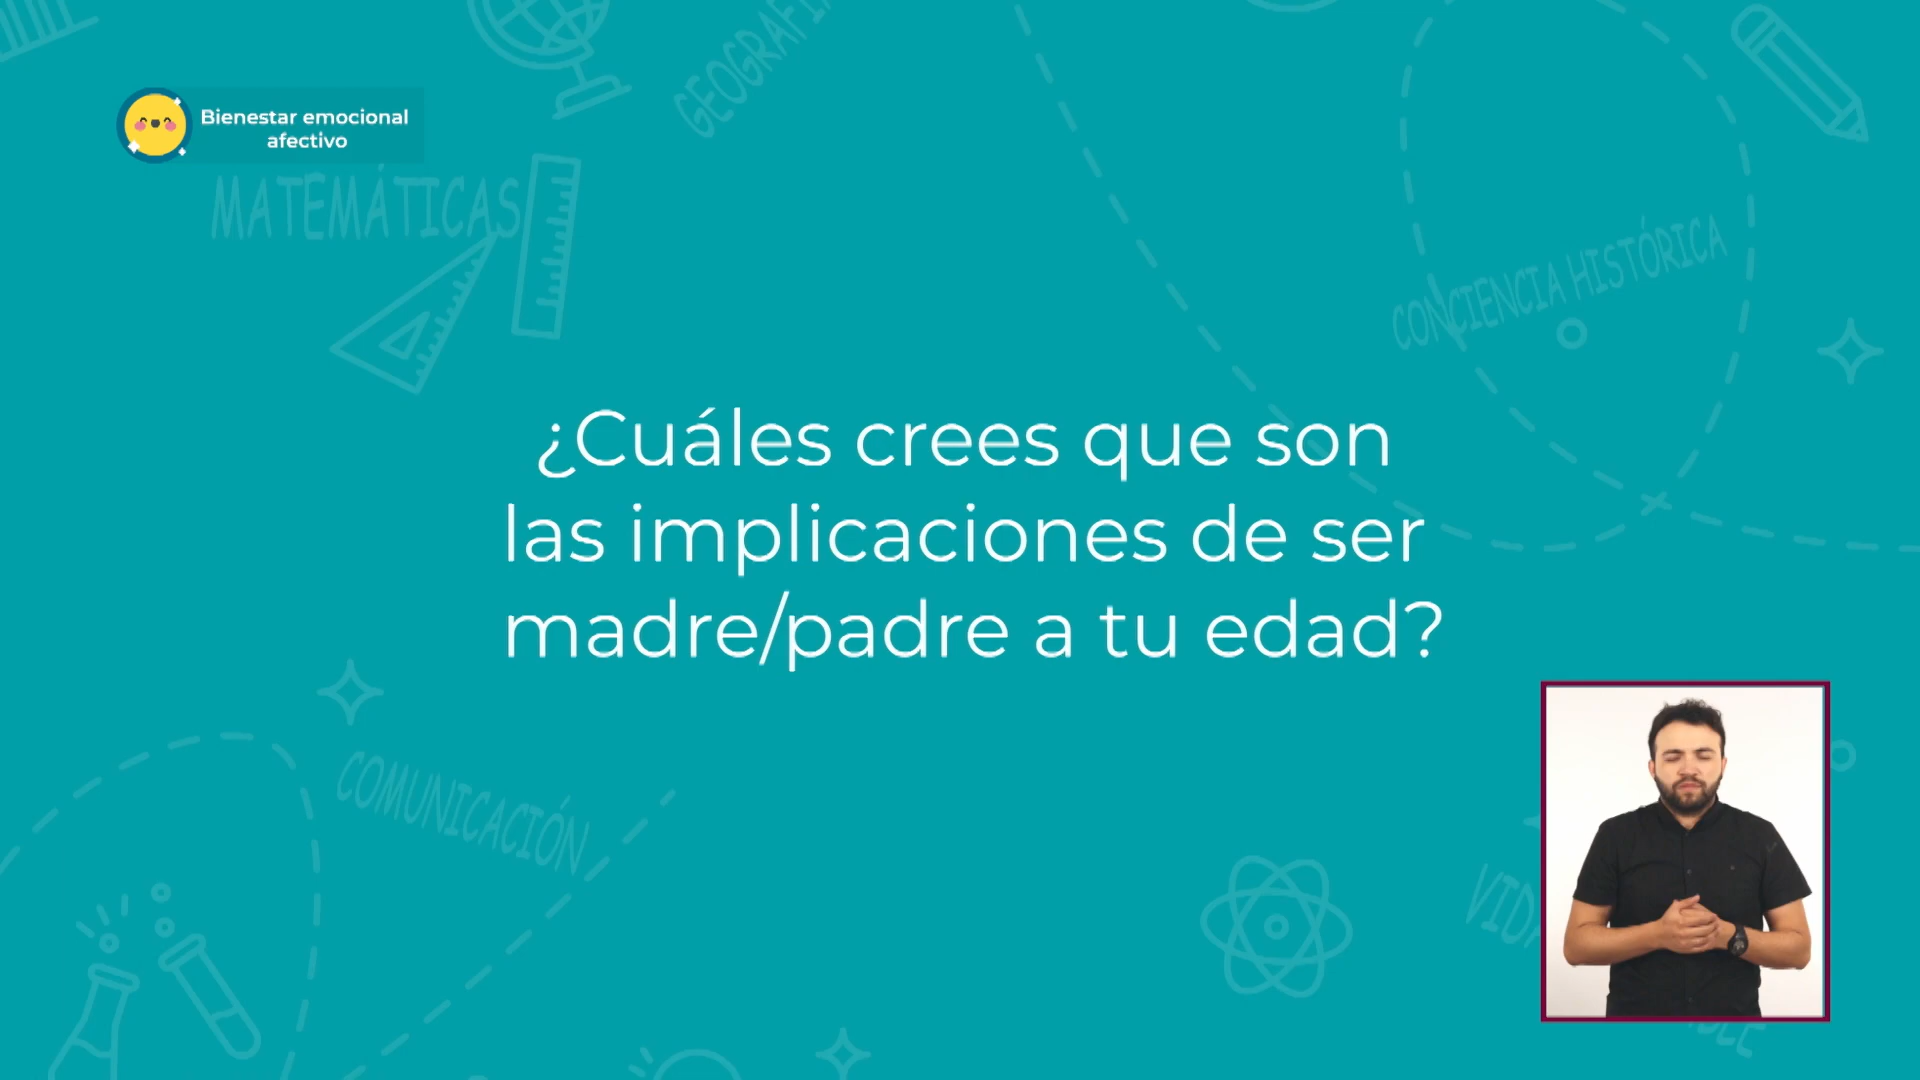 GEOGRAFÍ
Bienestar emocional
afectivo
MATEMÁTICAS
CONCIENCIA HISTÓRICA
¿Cuáles crees que son
las implicaciones de ser
madre/padre a tu edad?
COMUNICACIÓN